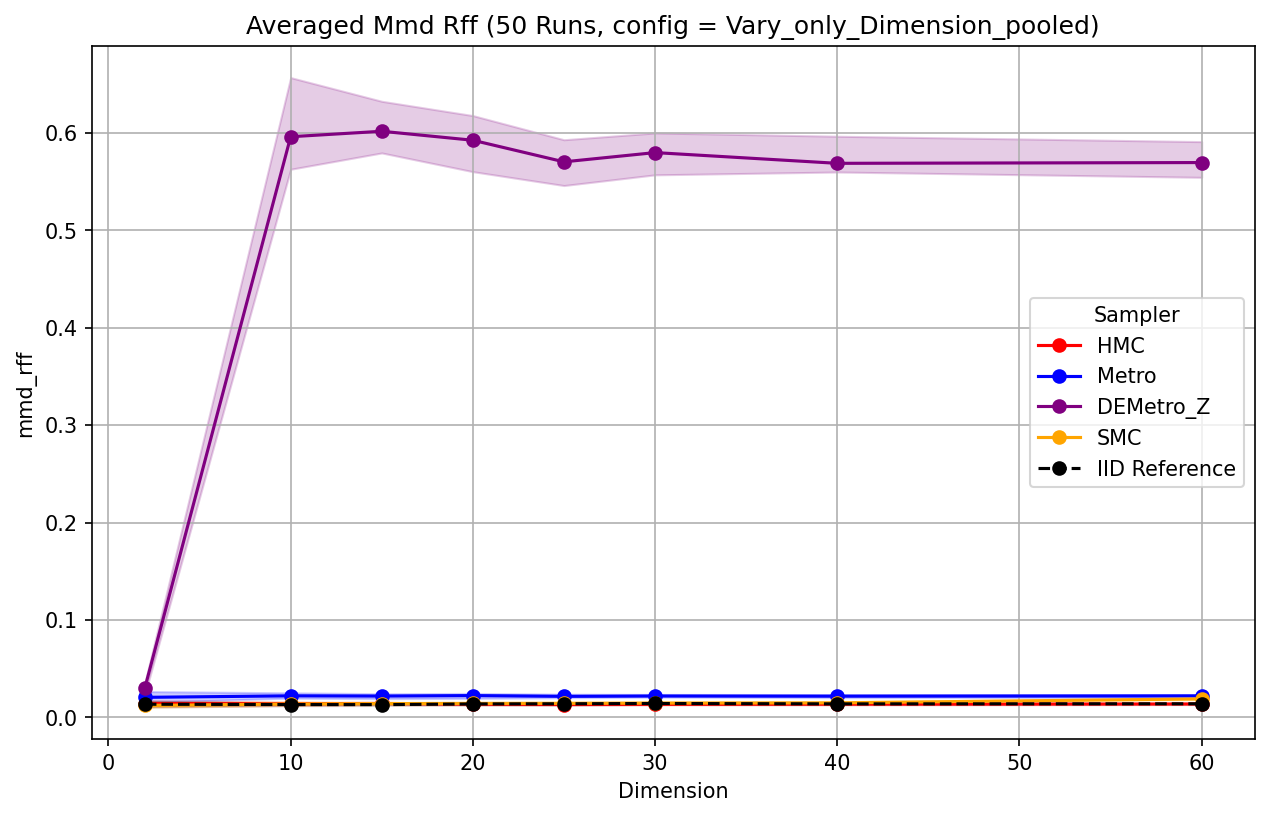 Averaged Mmd Rff (50 Runs, config = Vary_only_Dimension_pooled)
mmd_rff
0.6
0.5
0.4
0.3
0.2
0.1
0.0
Sampler
HMC
Metro
DEMetro_Z
SMC
IID Reference
0 10 20 30 40 50 60
Dimension